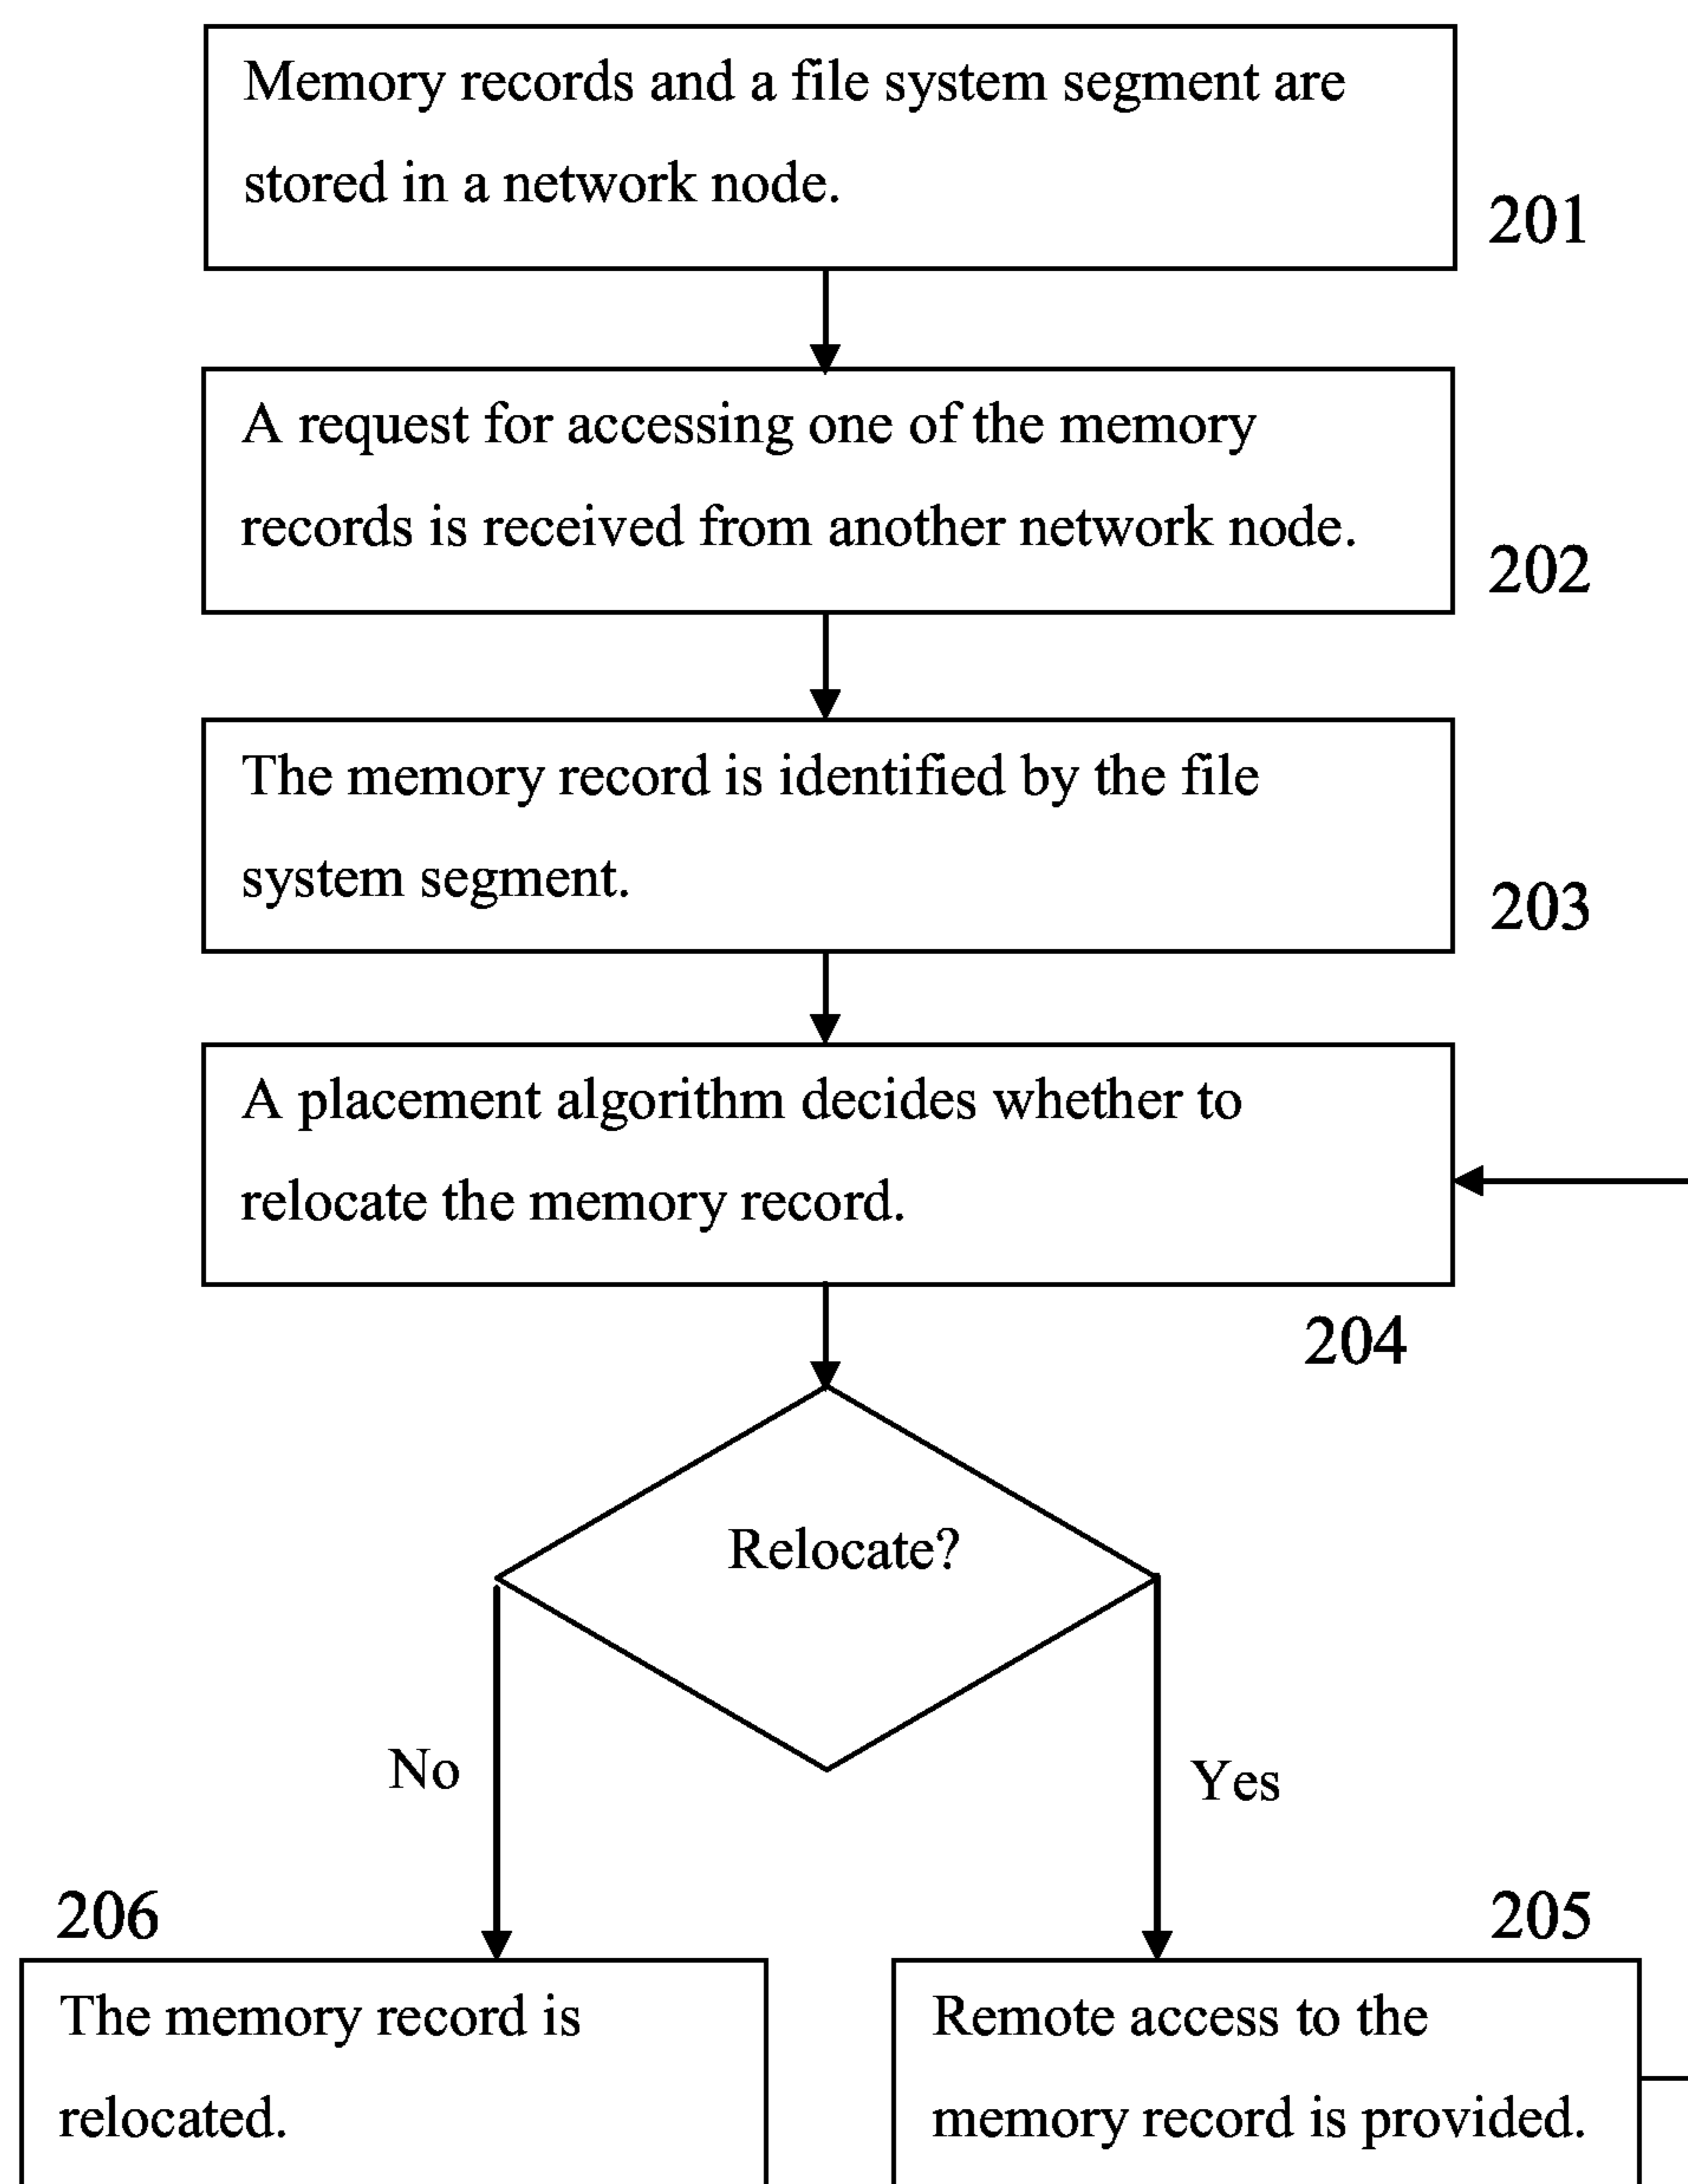 Memory records and a file system segment are
stored in a network node.
201
A request for accessing one of the memory
records is received from another network node.
202
The memory record is identified by the file
system segment.
203
A placement algorithm decides whether to
relocate the memory record.
204
Relocate?
No
Yes
206
205
The memory record is
relocated.
Remote access to the
memory record is provided.